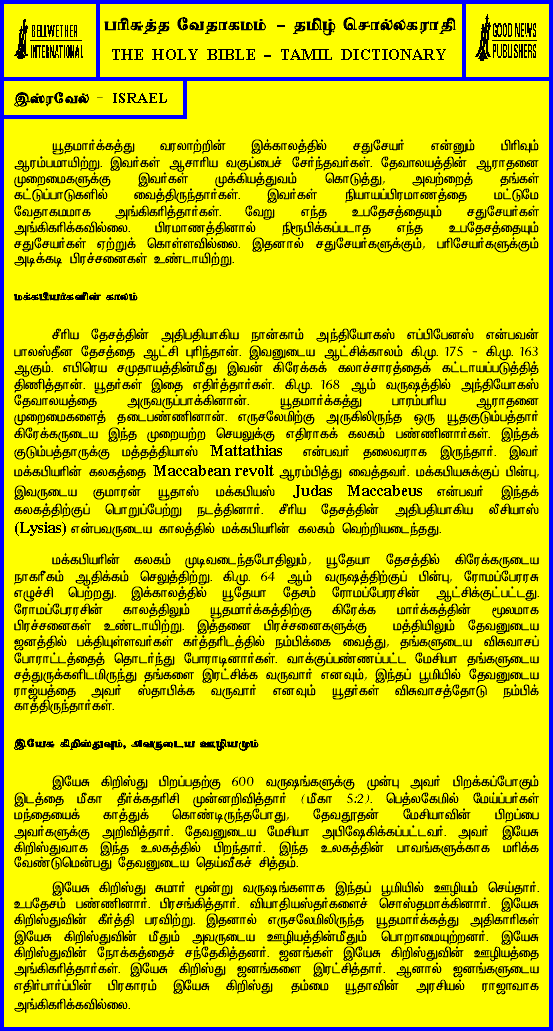 BELLWETHER
INTERNATIONAL
பரிசுத்த வேதாகமம் - தமிழ் சொல்லகராதி
THE HOLY BIBLE - TAMIL DICTIONARY
GOOD NEWS
PUBLISHERS
இஸ்ரவேல் - ISRAEL
யூதமார்க்கத்து வரலாற்றின் இக்காலத்தில் சதுசேயர் என்னும் பிரிவும்
ஆரம்பமாயிற்று. இவர்கள் ஆசாரிய வகுப்பைச் சேர்ந்தவர்கள். தேவாலயத்தின் ஆராதனை
முறைமைகளுக்கு இவர்கள் முக்கியத்துவம் கொடுத்து, அவற்றைத் தங்கள்
கட்டுப்பாடுகளில் வைத்திருந்தார்கள். இவர்கள் நியாயப்பிரமாணத்தை மட்டுமே
வேதாகமமாக அங்கிகரித்தார்கள். வேறு எந்த உபதேசத்தையும் சதுசேயர்கள்
அங்கிகரிக்கவில்லை. பிரமாணத்தினால் நிரூபிக்கப்படாத எந்த உபதேசத்தையும்
சதுசேயர்கள் ஏற்றுக் கொள்ளவில்லை. இதனால் சதுசேயர்களுக்கும், பரிசேயர்களுக்கும்
அடிக்கடி பிரச்சனைகள் உண்டாயிற்று.
மக்கபியர்களின் காலம்
சீரிய தேசத்தின் அதிபதியாகிய நான்காம் அந்தியோகஸ் எப்பிபேனஸ் என்பவன்
பாலஸ்தீன தேசத்தை ஆட்சி புரிந்தான். இவனுடைய ஆட்சிக்காலம் கி.மு. 175 - கி.மு. 163
ஆகும். எபிரெய சமுதாயத்தின்மீது இவன் கிரேக்கக் கலாச்சாரத்தைக் கட்டாயப்படுத்தித்
திணித்தான். யூதர்கள் இதை எதிர்த்தார்கள். கி.மு. 168 ஆம் வருஷத்தில் அந்தியோகஸ்
தேவாலயத்தை அருவருப்பாக்கினான். யூதமார்க்கத்து பாரம்பரிய ஆராதனை
முறைமைகளைத் தடைபண்ணினான். எருசலேமிற்கு அருகிலிருந்த ஒரு யூதகுடும்பத்தார்
கிரேக்கருடைய இந்த முறையற்ற செயலுக்கு எதிராகக் கலகம் பண்ணினார்கள். இந்தக்
குடும்பத்தாருக்கு மத்தத்தியாஸ் Mattathias என்பவர் தலைவராக இருந்தார். இவர்
மக்கபியரின் கலகத்தை Maccabean revolt ஆரம்பித்து வைத்தவர். மக்கபியசுக்குப் பின்பு,
இவருடைய குமாரன் யூதாஸ் மக்கபியஸ் Judas Maccabeus என்பவர் இந்தக்
கலகத்திற்குப் பொறுப்பேற்று நடத்தினார். சீரிய தேசத்தின் அதிபதியாகிய லீசியாஸ்
(Lysias) என்பவருடைய காலத்தில் மக்கபியரின் கலகம் வெற்றியடைந்தது.
மக்கபியரின் கலகம் முடிவடைந்தபோதிலும், யூதேயா தேசத்தில் கிரேக்கருடைய
நாகரீகம் ஆதிக்கம் செலுத்திற்று. கி.மு. 64 ஆம் வருஷத்திற்குப் பின்பு, ரோமப்பேரரசு
எழுச்சி பெற்றது. இக்காலத்தில் யூதேயா தேசம் ரோமப்பேரரசின் ஆட்சிக்குட்பட்டது.
ரோமப்பேரரசின் காலத்திலும் யூதமார்க்கத்திற்கு கிரேக்க மார்க்கத்தின் மூலமாக
பிரச்சனைகள் உண்டாயிற்று. இத்தனை பிரச்சனைகளுக்கு மத்தியிலும் தேவனுடைய
ஜனத்தில் பக்தியுள்ளவர்கள் கர்த்தரிடத்தில் நம்பிக்கை வைத்து, தங்களுடைய விசுவாசப்
போராட்டத்தைத் தொடர்ந்து போராடினார்கள். வாக்குப்பண்ணப்பட்ட மேசியா தங்களுடைய
சத்துருக்களிடமிருந்து தங்களை இரட்சிக்க வருவார் எனவும், இந்தப் பூமியில் தேவனுடைய
ராஜ்யத்தை அவர் ஸ்தாபிக்க வருவார் எனவும் யூதர்கள் விசுவாசத்தோடு நம்பிக்
காத்திருந்தார்கள்.
இயேசு கிறிஸ்துவும், அவருடைய ஊழியமும்
இயேசு கிறிஸ்து பிறப்பதற்கு 600 வருஷங்களுக்கு முன்பு அவர் பிறக்கப்போகும்
இடத்தை மீகா தீர்க்கதரிசி முன்னறிவித்தார் (மீகா 5:2). பெத்லகேமில் மேய்ப்பர்கள்
மந்தையைக் காத்துக் கொண்டிருந்தபோது, தேவதூதன் மேசியாவின் பிறப்பை
அவர்களுக்கு அறிவித்தார். தேவனுடைய மேசியா அபிஷேகிக்கப்பட்டவர். அவர் இயேசு
கிறிஸ்துவாக இந்த உலகத்தில் பிறந்தார். இந்த உலகத்தின் பாவங்களுக்காக மரிக்க
வேண்டுமென்பது தேவனுடைய தெய்வீகச் சித்தம்.
இயேசு கிறிஸ்து சுமார் மூன்று வருஷங்களாக இந்தப் பூமியில் ஊழியம் செய்தார்.
உபதேசம் பண்ணினார். பிரசங்கித்தார். வியாதியஸ்தர்களைச் சொஸ்தமாக்கினார். இயேசு
கிறிஸ்துவின் கீர்த்தி பரவிற்று. இதனால் எருசலேமிலிருந்த யூதமார்க்கத்து அதிகாரிகள்
இயேசு கிறிஸ்துவின் மீதும் அவருடைய ஊழியத்தின்மீதும் பொறாமையுற்றனர். இயேசு
கிறிஸ்துவின் நோக்கத்தைச் சந்தேகித்தனர். ஜனங்கள் இயேசு கிறிஸ்துவின் ஊழியத்தை
அங்கிகரித்தார்கள். இயேசு கிறிஸ்து ஜனங்களை இரட்சித்தார். ஆனால் ஜனங்களுடைய
எதிர்பார்ப்பின் பிரகாரம் இயேசு கிறிஸ்து தம்மை யூதாவின் அரசியல் ராஜாவாக
அங்கிகரிக்கவில்லை.